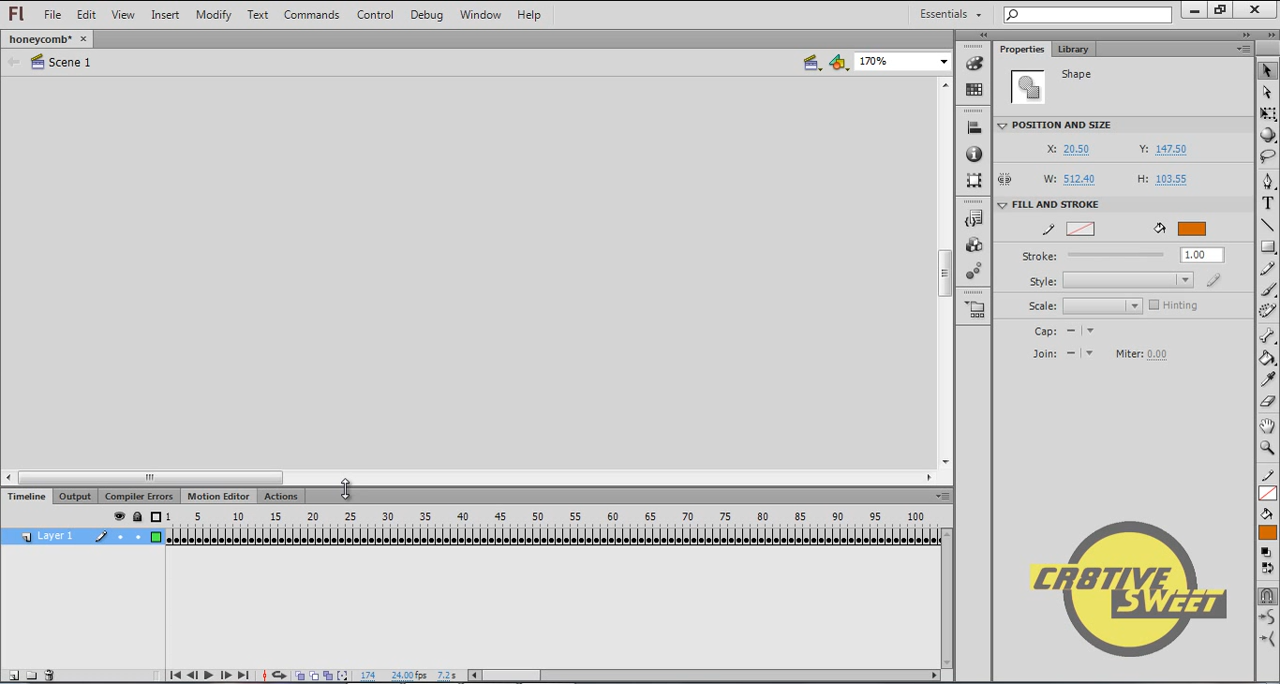 Fl File Edit View Insert Modify Text Commands Control Debug Window Help Essentials
honeycomb* ×
Scene 1 170%
Properties Library
Shape
POSITION AND SIZE
X: 20.50 Y: 147.50
W: 512.40 H: 103.55
FILL AND STROKE
Stroke: 1.00
Style:
Scale: Hinting
Cap:
Join: Miter: 0.00
Timeline Output Compiler Errors Motion Editor Actions
1 5 10 15 20 25 30 35 40 45 50 55 60 65 70 75 80 85 90 95 100
Layer 1
174 24.00 fps 7.2 s
CR8TIVE
SWEET